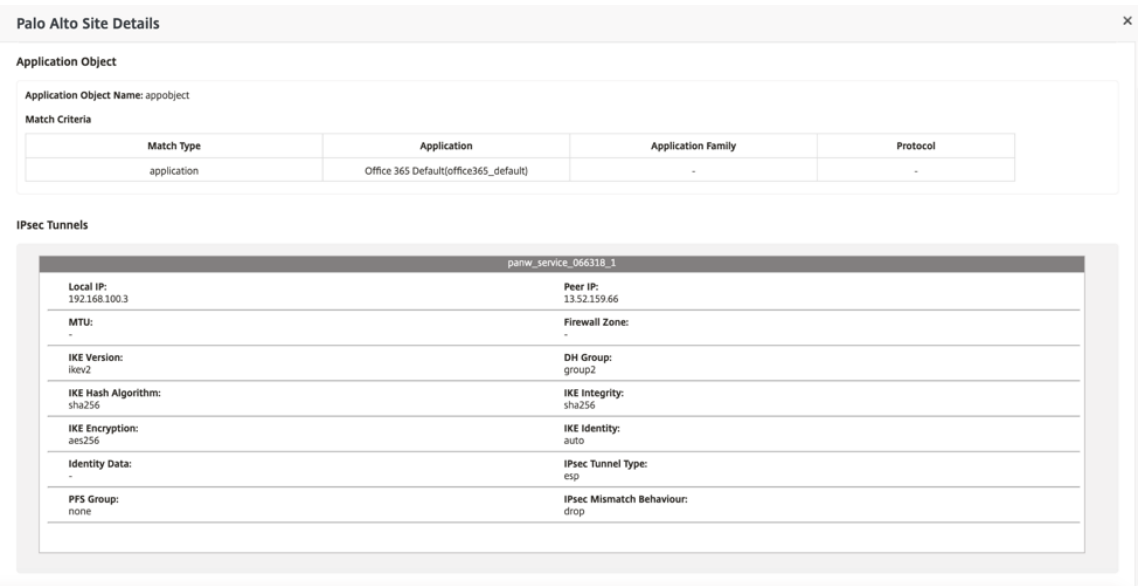 Palo Alto Site Details ×
Application Object
Application Object Name: appobject
Match Criteria
Match Type Application Application Family Protocol
application Office 365 Default(office365_default) - -
IPsec Tunnels
panw_service_066318_1
Local IP: Peer IP:
192.168.100.3 13.52.159.66
MTU: Firewall Zone:
- -
IKE Version: DH Group:
ikev2 group2
IKE Hash Algorithm: IKE Integrity:
sha256 sha256
IKE Encryption: IKE Identity:
aes256 auto
Identity Data: IPsec Tunnel Type:
- esp
PFS Group: IPsec Mismatch Behaviour:
none drop